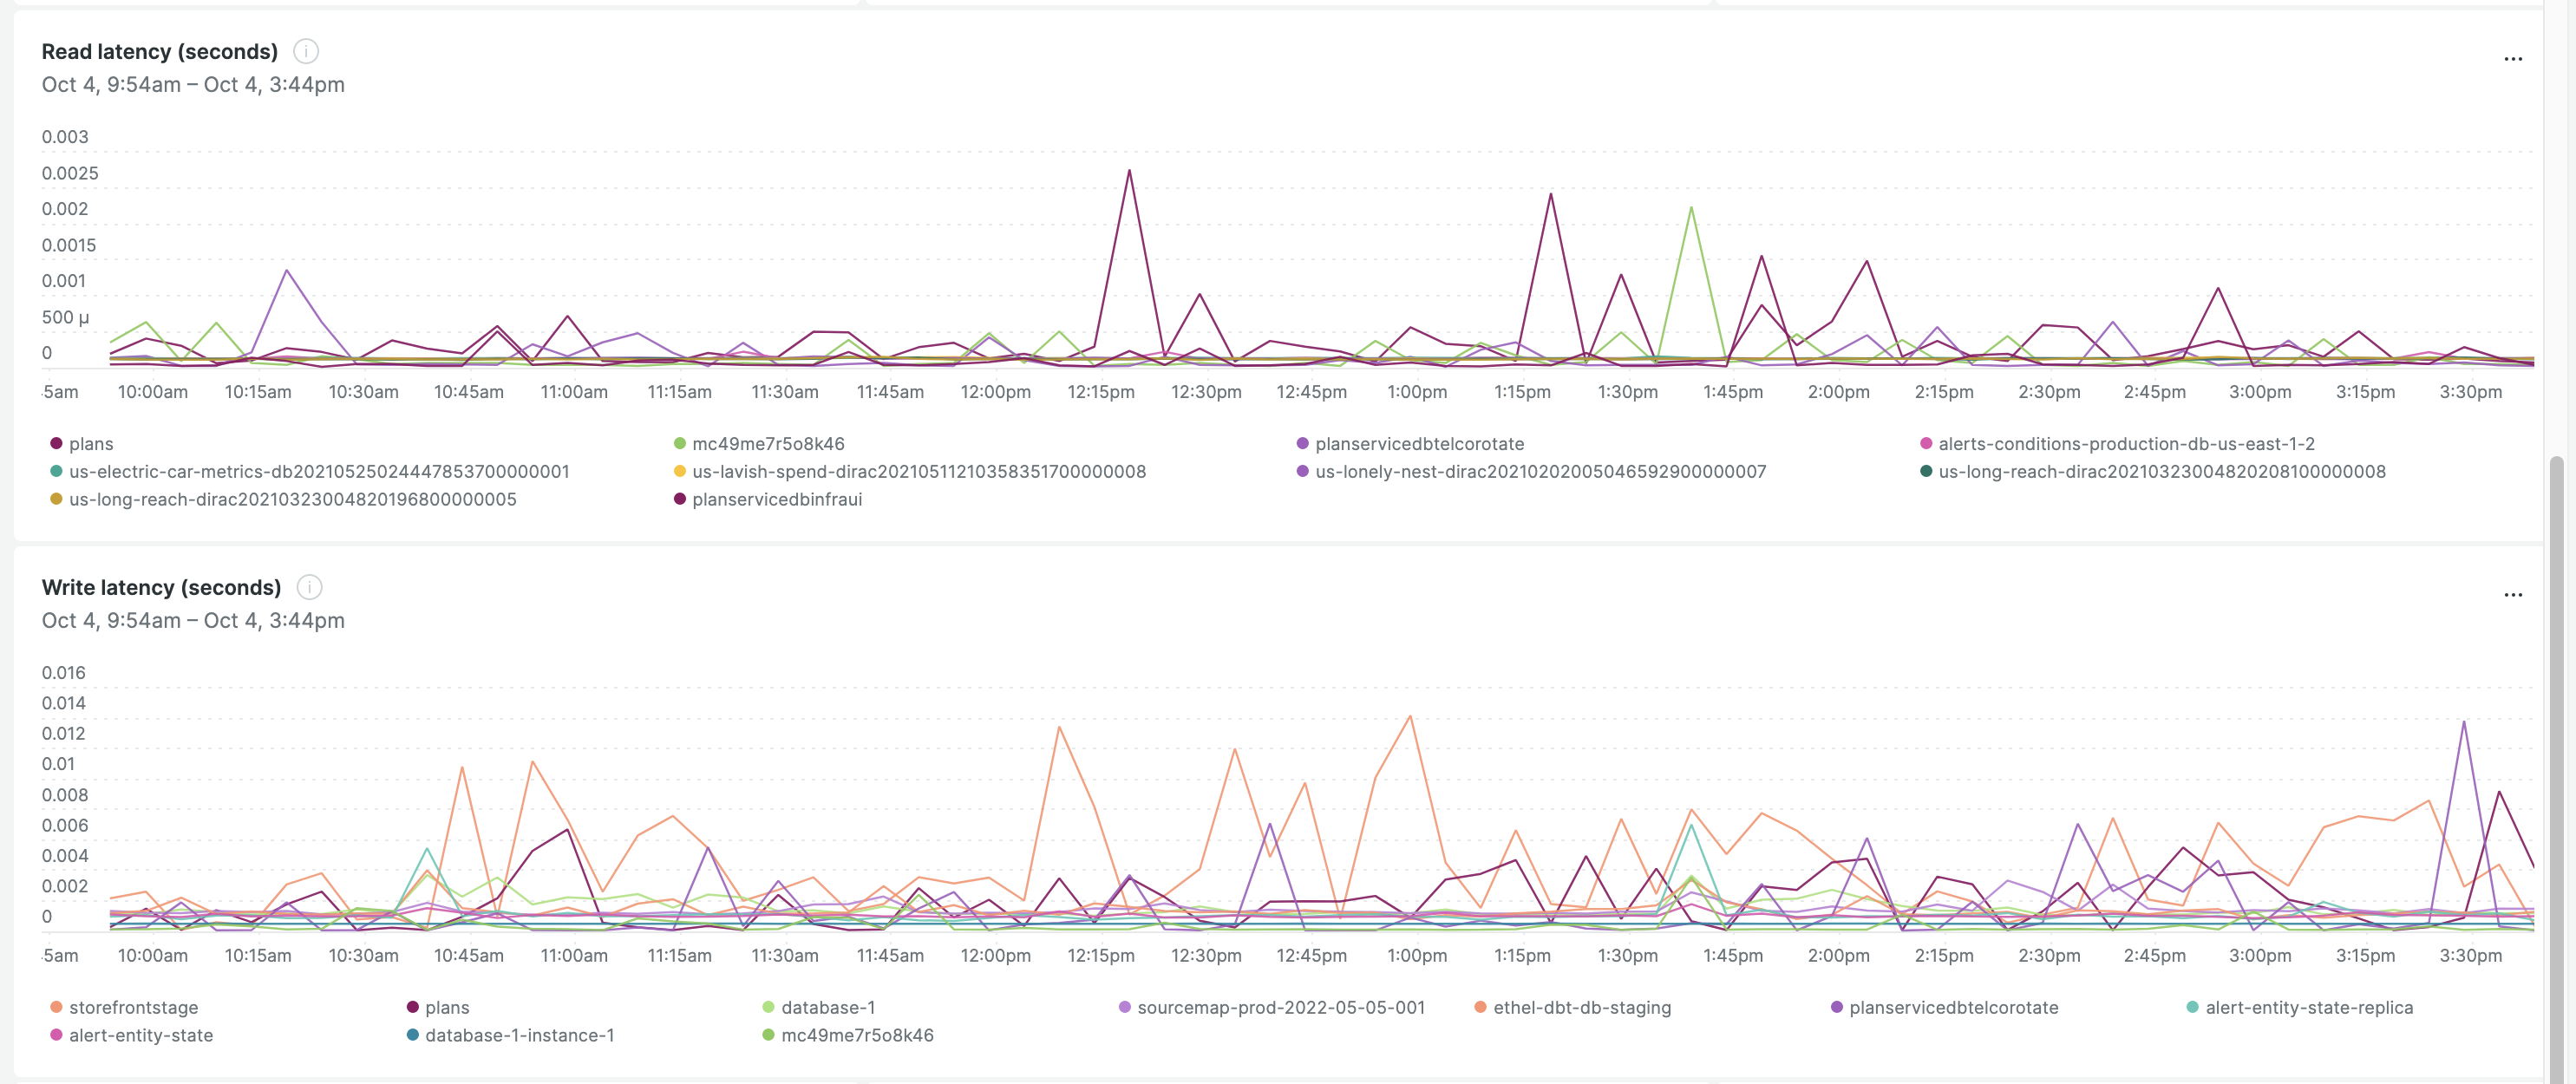 Read latency (seconds) i
...
Oct 4, 9:54am – Oct 4, 3:44pm
0.003
0.0025
0.002
0.0015
0.001
500 µ
0
5am 10:00am 10:15am 10:30am 10:45am 11:00am 11:15am 11:30am 11:45am 12:00pm 12:15pm 12:30pm 12:45pm 1:00pm 1:15pm 1:30pm 1:45pm 2:00pm 2:15pm 2:30pm 2:45pm 3:00pm 3:15pm 3:30pm
plans mc49me7r5o8k46 planservicedbtelcorotate alerts-conditions-production-db-us-east-1-2
us-electric-car-metrics-db20210525024447853700000001 us-lavish-spend-dirac20210511210358351700000008 us-lonely-nest-dirac20210202005046592900000007 us-long-reach-dirac20210323004820208100000008
us-long-reach-dirac20210323004820196800000005 planservicedbinfraui
Write latency (seconds) i
...
Oct 4, 9:54am – Oct 4, 3:44pm
0.016
0.014
0.012
0.01
0.008
0.006
0.004
0.002
0
5am 10:00am 10:15am 10:30am 10:45am 11:00am 11:15am 11:30am 11:45am 12:00pm 12:15pm 12:30pm 12:45pm 1:00pm 1:15pm 1:30pm 1:45pm 2:00pm 2:15pm 2:30pm 2:45pm 3:00pm 3:15pm 3:30pm
storefrontstage plans database-1 sourcemap-prod-2022-05-05-001 ethel-dbt-db-staging planservicedbtelcorotate alert-entity-state-replica
alert-entity-state database-1-instance-1 mc49me7r5o8k46